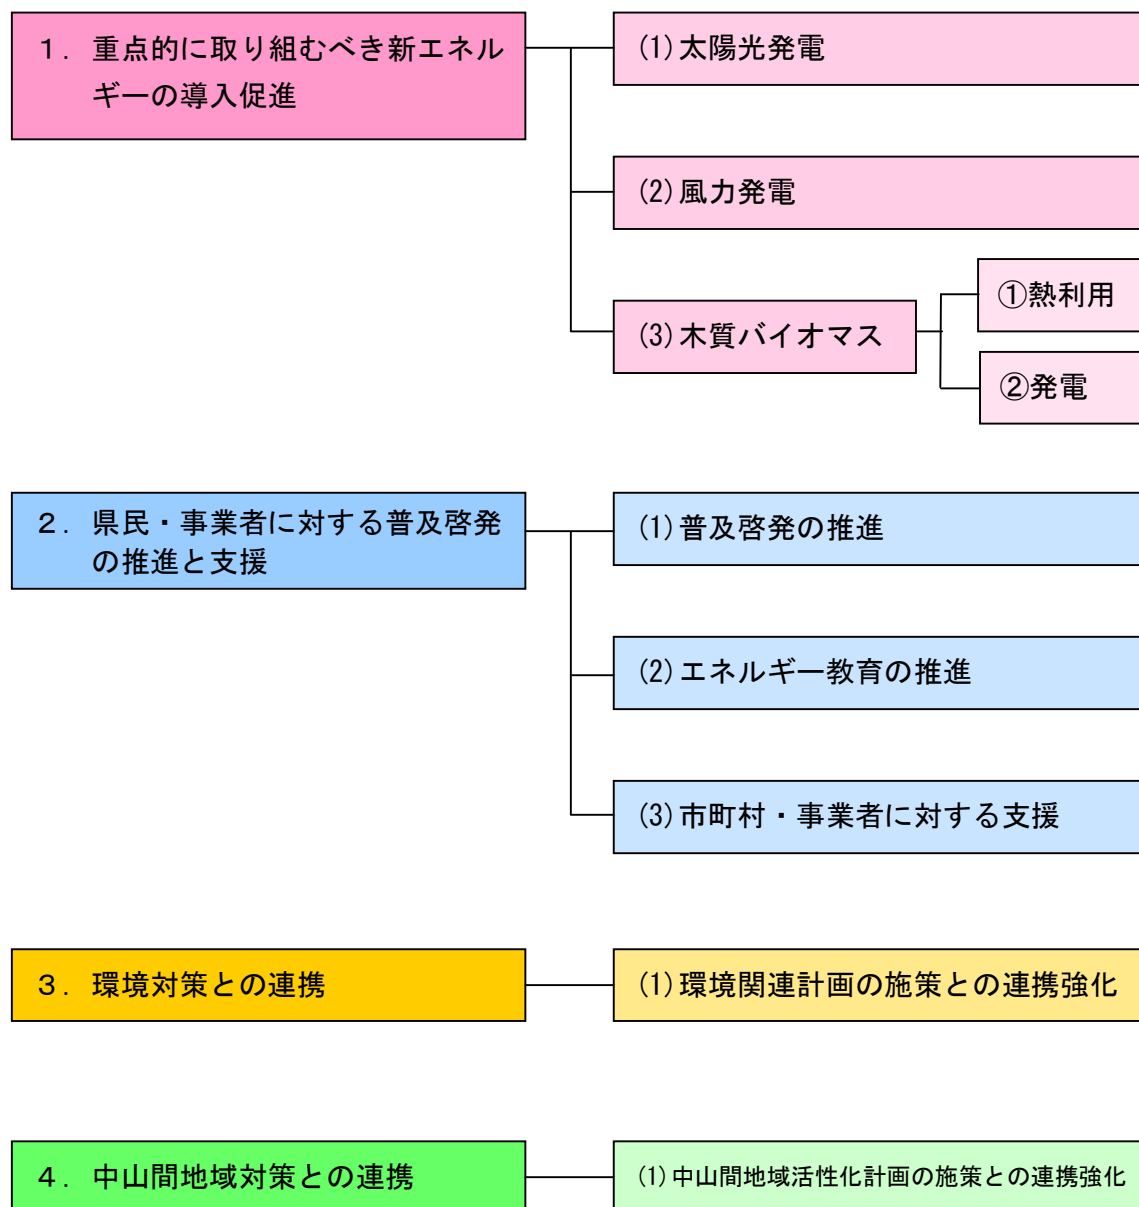 １．重点的に取り組むべき新エネル
ギーの導入促進
(1)太陽光発電
(2)風力発電
(3)木質バイオマス
①熱利用
②発電
２．県民・事業者に対する普及啓発
の推進と支援
(1)普及啓発の推進
(2)エネルギー教育の推進
(3)市町村・事業者に対する支援
３．環境対策との連携
(1)環境関連計画の施策との連携強化
４．中山間地域対策との連携
(1)中山間地域活性化計画の施策との連携強化